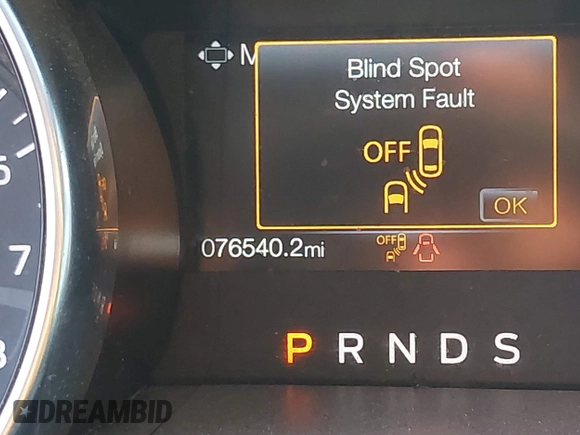 M
Blind Spot
System Fault
OFF
OK
076540.2mi
OFF
5
7
P R N D S
DREAMBID